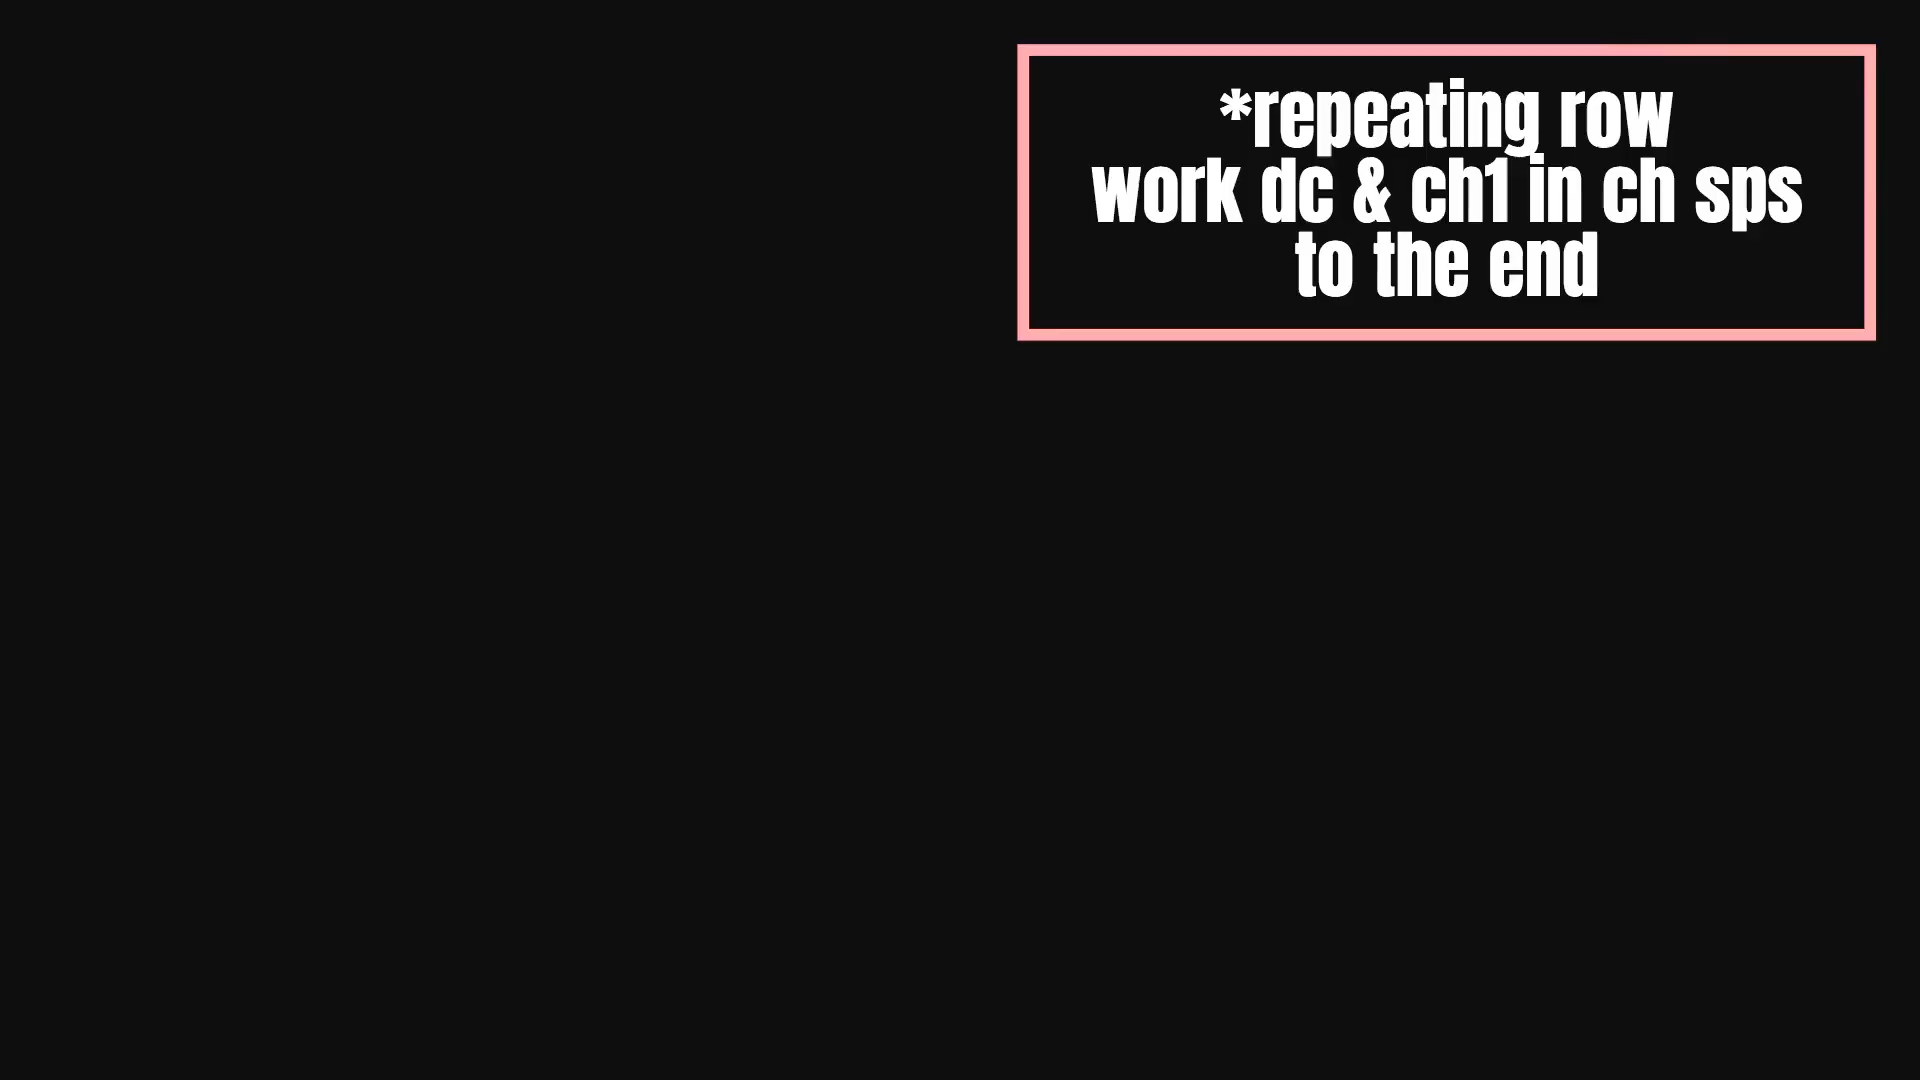 *repeating row
work dc & ch1 in ch sps
to the end